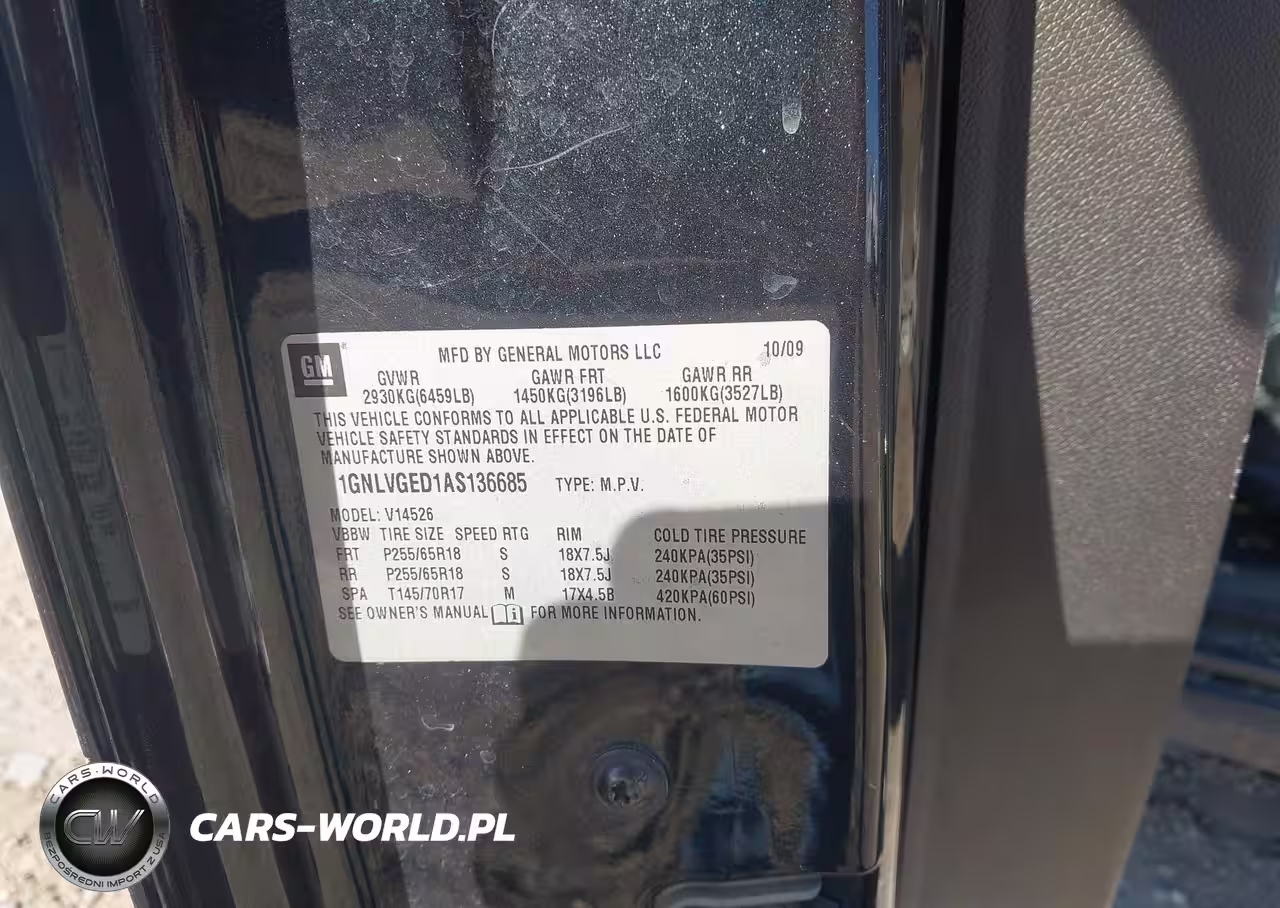 GM
MFD BY GENERAL MOTORS LLC 10/09
GVWR GAWR FRT GAWR RR
2930KG(6459LB) 1450KG(3196LB) 1600KG(3527LB)
THIS VEHICLE CONFORMS TO ALL APPLICABLE U.S. FEDERAL MOTOR
VEHICLE SAFETY STANDARDS IN EFFECT ON THE DATE OF
MANUFACTURE SHOWN ABOVE.
1GNLVGED1AS136685 TYPE: M.P.V.
MODEL: V14526
VBBW TIRE SIZE SPEED RTG RIM COLD TIRE PRESSURE
FRT P255/65R18 S 18X7.5J 240KPA(35PSI)
RR P255/65R18 S 18X7.5J 240KPA(35PSI)
SPA T145/70R17 M 17X4.5B 420KPA(60PSI)
SEE OWNER'S MANUAL FOR MORE INFORMATION.
CARS-WORLD
CW
BEZPOŚREDNI IMPORT Z USA
CARS-WORLD.PL